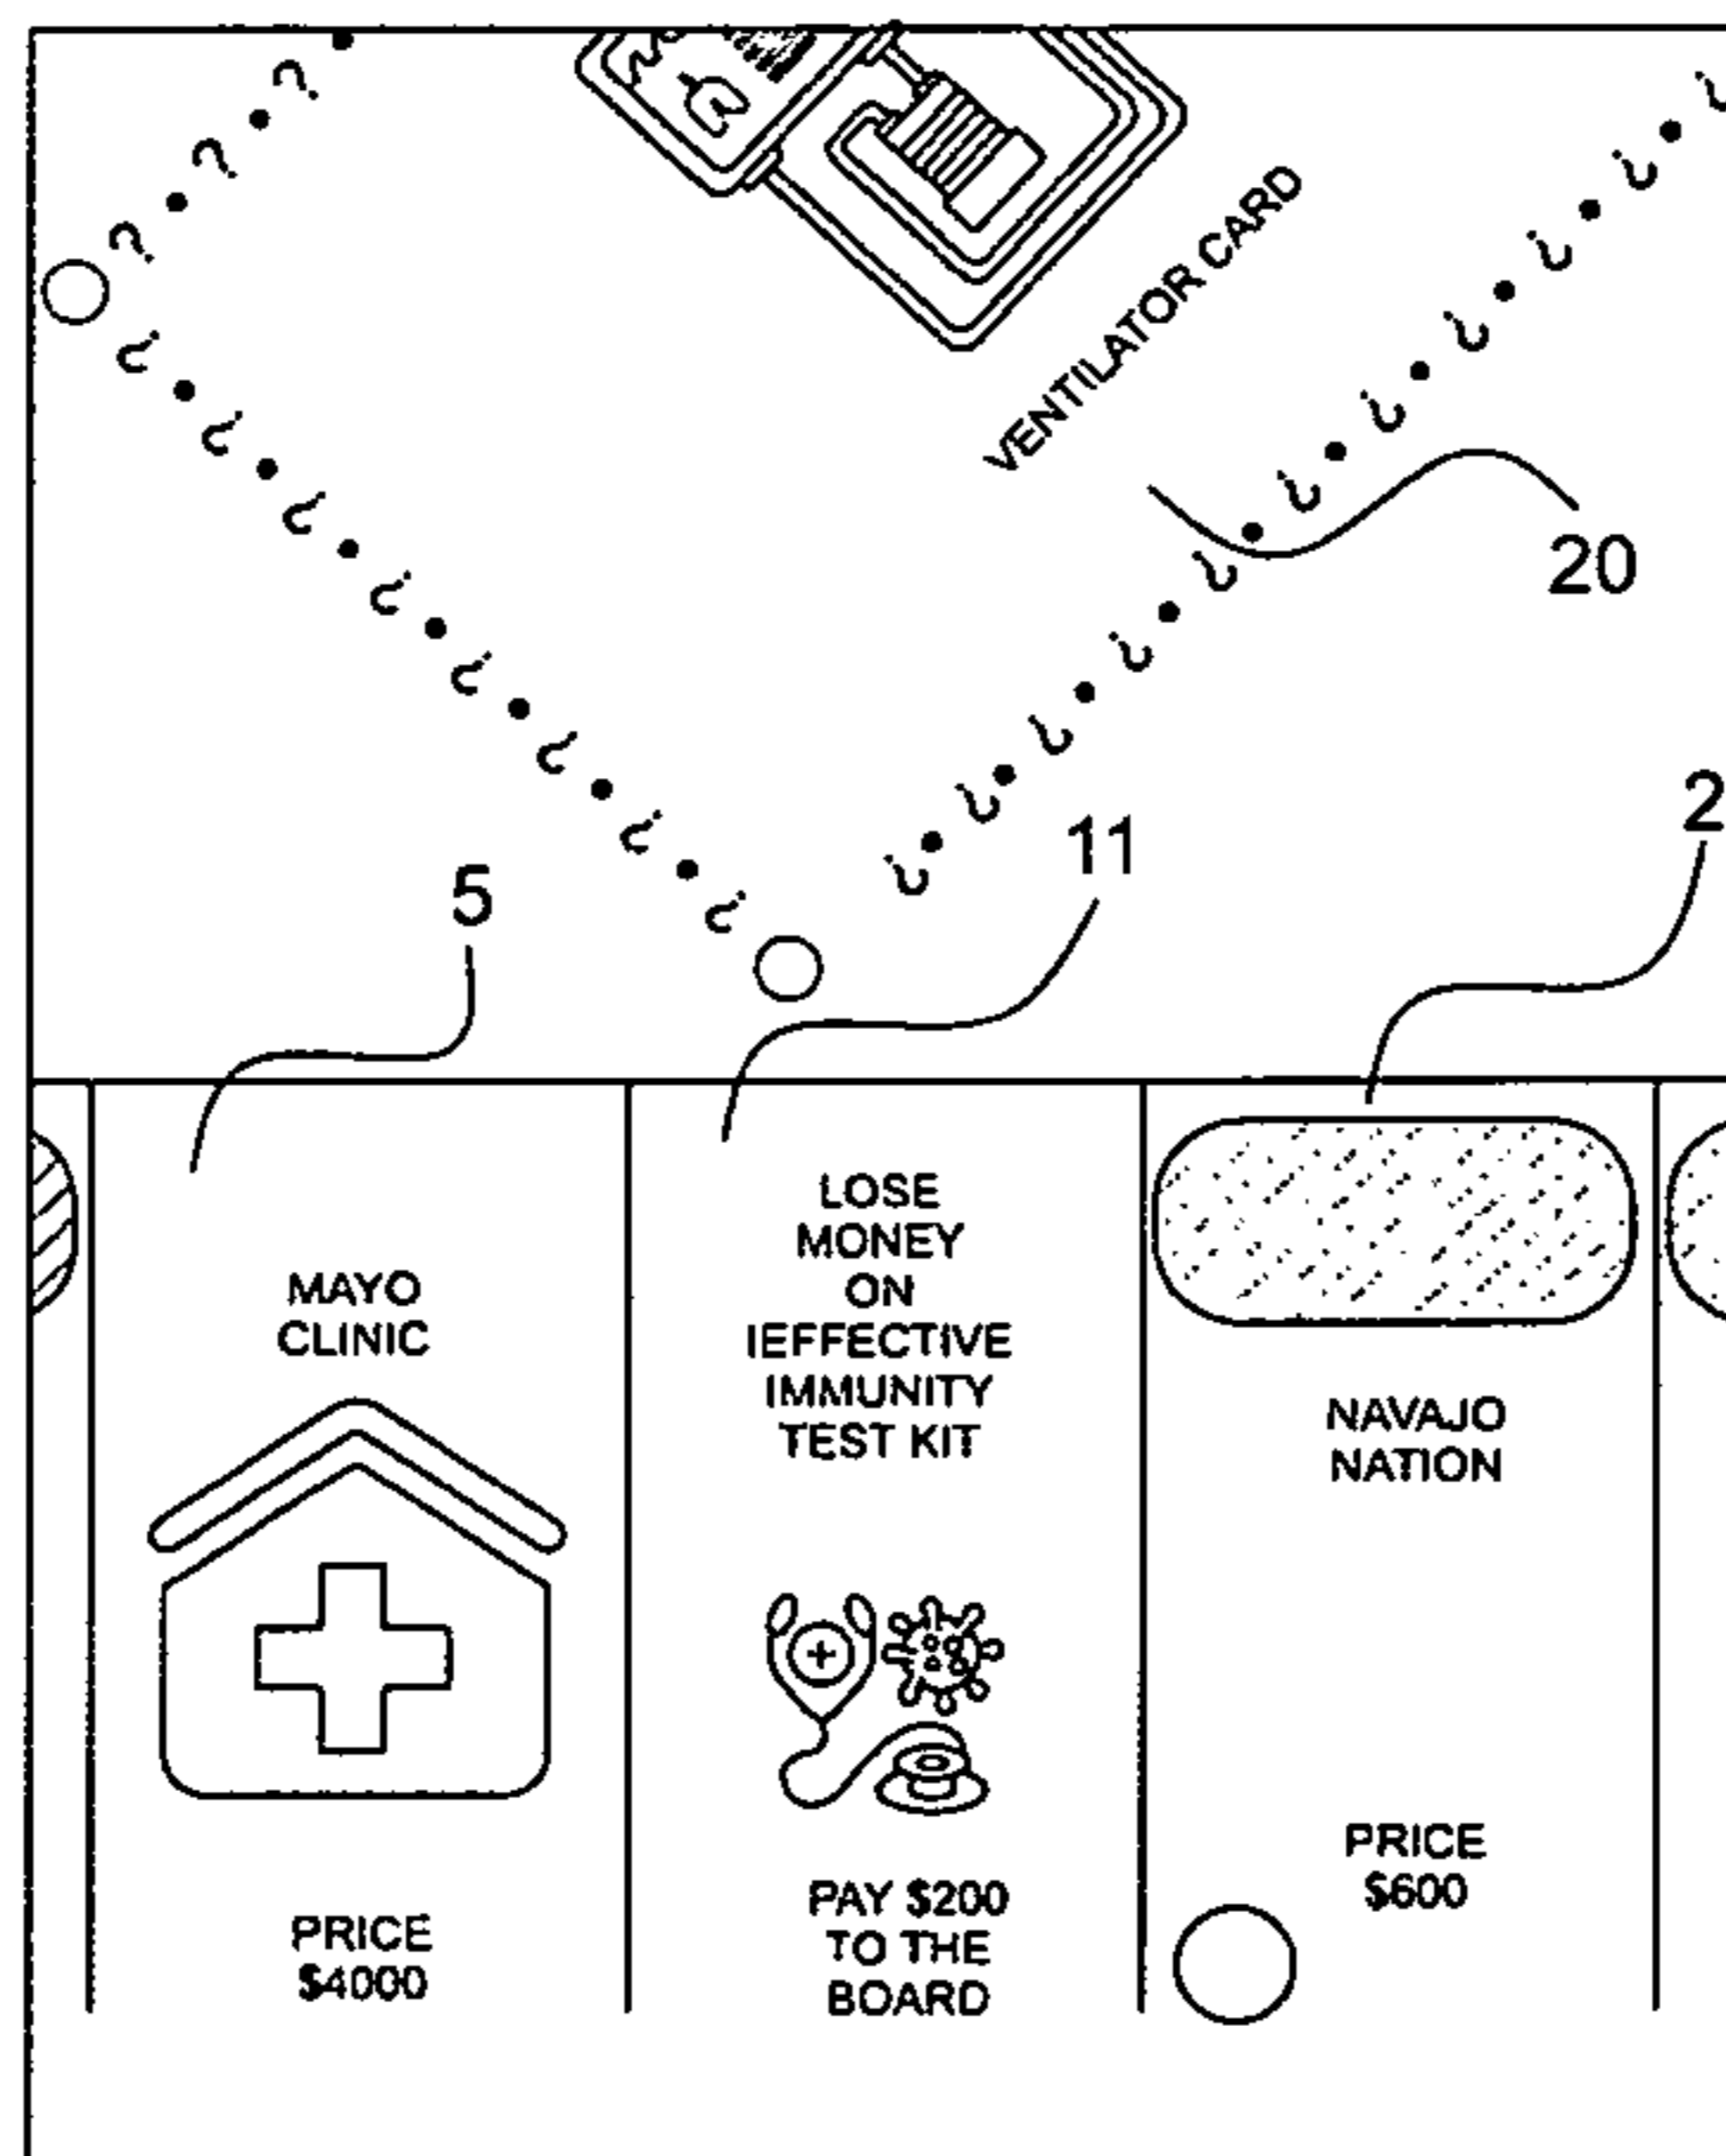 VENTILATOR CARD
20
2
11
5
MAYO
CLINIC
PRICE
$4000
LOSE
MONEY
ON
IEFFECTIVE
IMMUNITY
TEST KIT
PAY $200
TO THE
BOARD
NAVAJO
NATION
PRICE
$600